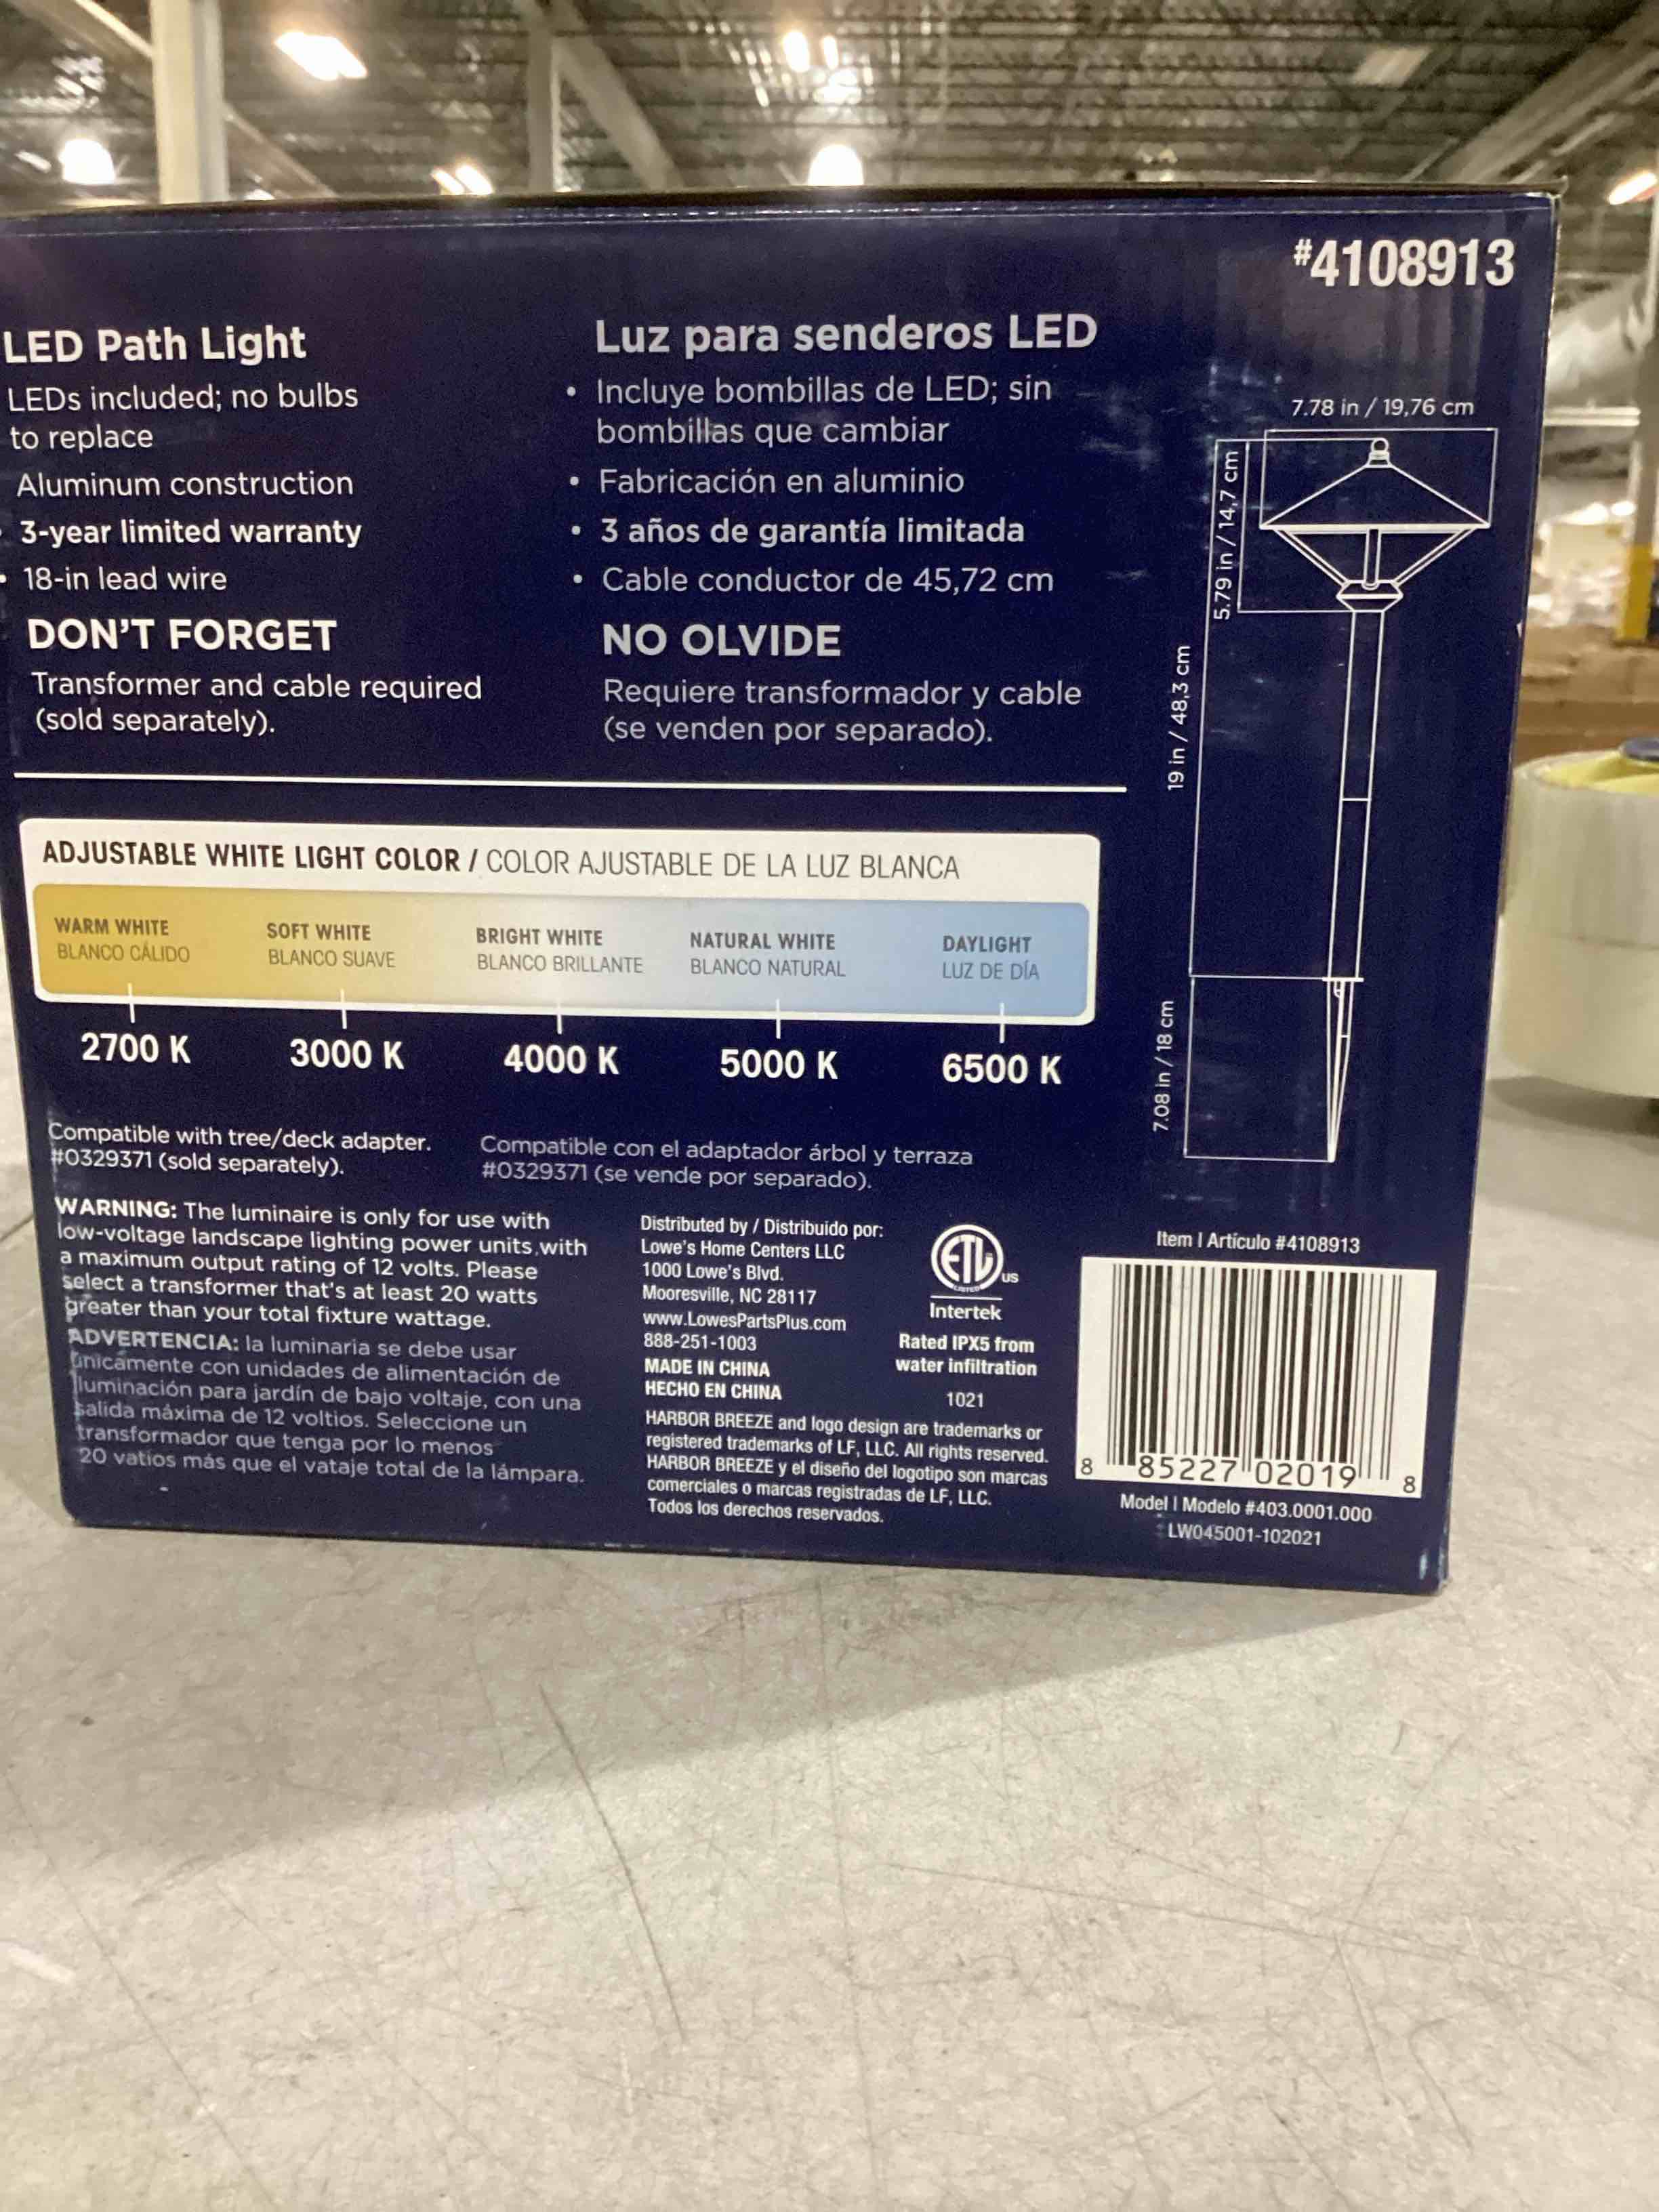 #4108913
LED Path Light
LEDs included; no bulbs
to replace
Aluminum construction
• 3-year limited warranty
• 18-in lead wire
DON'T FORGET
Transformer and cable required
(sold separately).
Luz para senderos LED
• Incluye bombillas de LED; sin
bombillas que cambiar
• Fabricación en aluminio
• 3 años de garantía limitada
• Cable conductor de 45,72 cm
NO OLVIDE
Requiere transformador y cable
(se venden por separado).
7.78 in / 19,76 cm
5.79 in / 14,7 cm
19 in / 48,3 cm
7.08 in / 18 cm
ADJUSTABLE WHITE LIGHT COLOR / COLOR AJUSTABLE DE LA LUZ BLANCA
WARM WHITE
BLANCO CÁLIDO
2700 K
SOFT WHITE
BLANCO SUAVE
3000 K
BRIGHT WHITE
BLANCO BRILLANTE
4000 K
NATURAL WHITE
BLANCO NATURAL
5000 K
DAYLIGHT
LUZ DE DÍA
6500 K
Compatible with tree/deck adapter.
#0329371 (sold separately).
Compatible con el adaptador árbol y terraza
#0329371 (se vende por separado).
WARNING: The luminaire is only for use with
low-voltage landscape lighting power units, with
a maximum output rating of 12 volts. Please
select a transformer that's at least 20 watts
greater than your total fixture wattage.
ADVERTENCIA: la luminaria se debe usar
únicamente con unidades de alimentación de
iluminación para jardín de bajo voltaje, con una
salida máxima de 12 voltios. Seleccione un
transformador que tenga por lo menos
20 vatios más que el vataje total de la lámpara.
Distributed by / Distribuido por:
Lowe's Home Centers LLC
1000 Lowe's Blvd.
Mooresville, NC 28117
www.LowesPartsPlus.com
888-251-1003
MADE IN CHINA
HECHO EN CHINA
HARBOR BREEZE and logo design are trademarks or
registered trademarks of LF, LLC. All rights reserved.
HARBOR BREEZE y el diseño del logotipo son marcas
comerciales o marcas registradas de LF, LLC.
Todos los derechos reservados.
ETL
LISTED
US
Intertek
Rated IPX5 from
water infiltration
1021
Item | Artículo #4108913
8 85227 02019 8
Model | Modelo #403.0001.000
LW045001-102021